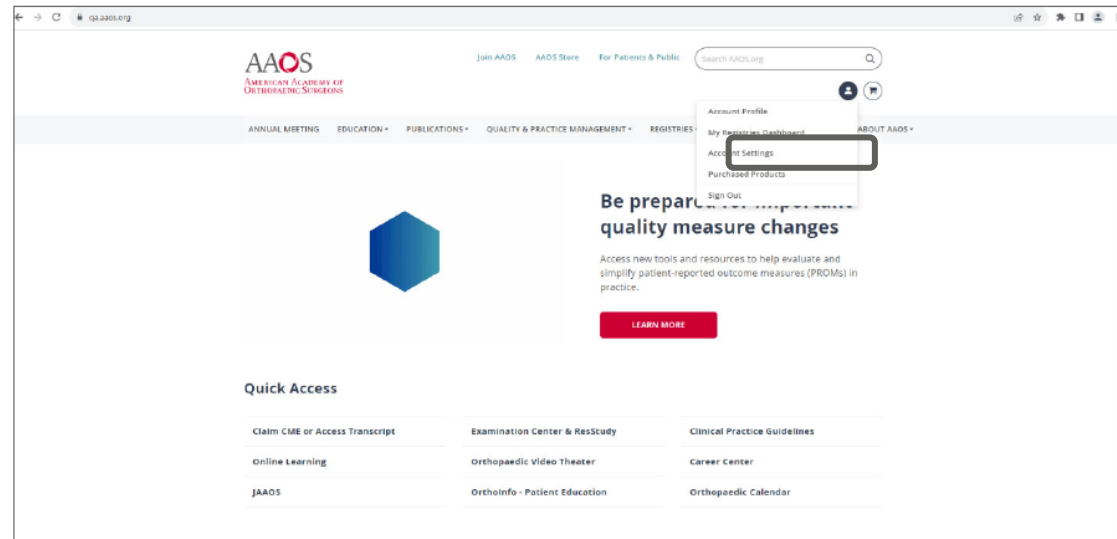 qa.aaos.org
Join AAOS AAOS Store For Patients & Public Search AAOS.org
AAOS
AMERICAN ACADEMY OF
ORTHOPAEDIC SURGEONS
Account Profile
ANNUAL MEETING EDUCATION PUBLICATIONS QUALITY & PRACTICE MANAGEMENT REGISTRIES ABOUT AAOS
My Registries Dashboard
Account Settings
Purchased Products
Sign Out
Be prepared for important
quality measure changes
Access new tools and resources to help evaluate and
simplify patient-reported outcome measures (PROMs) in
practice.
LEARN MORE
Quick Access
Claim CME or Access Transcript Examination Center & ResStudy Clinical Practice Guidelines
Online Learning Orthopaedic Video Theater Career Center
JAAOS OrthoInfo - Patient Education Orthopaedic Calendar